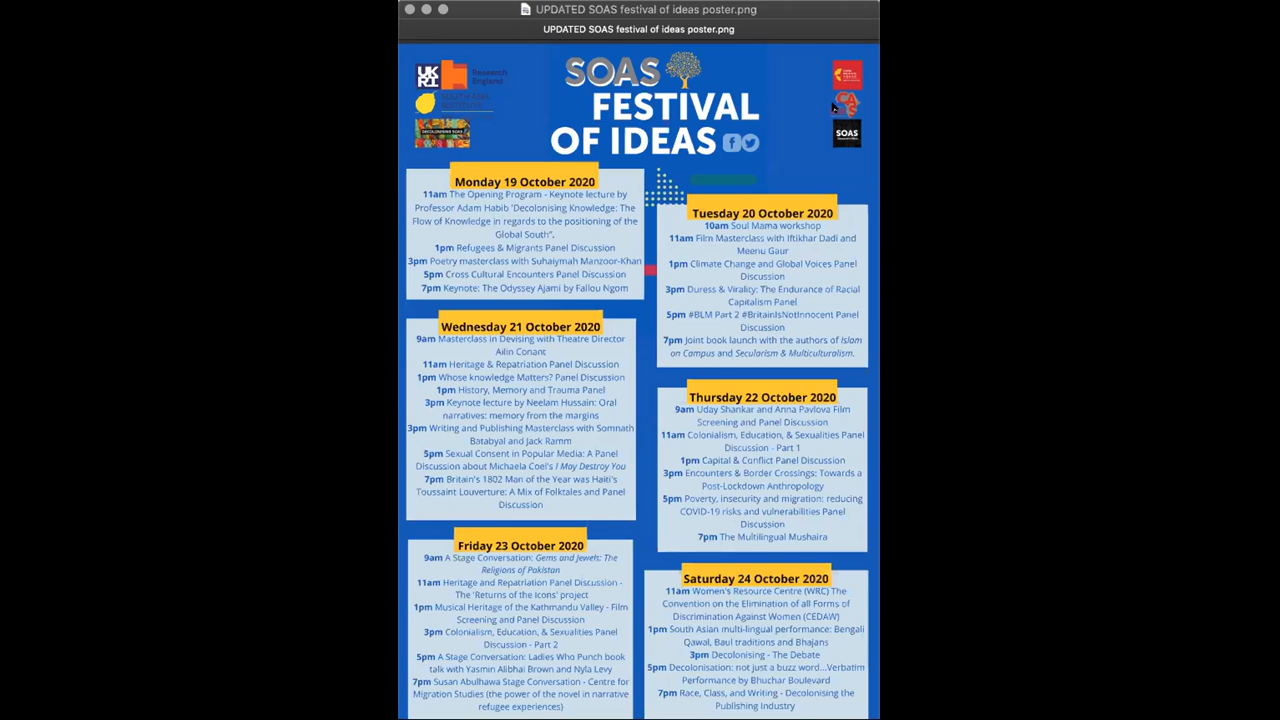 UPDATED SOAS festival of ideas poster.png
UPDATED SOAS festival of ideas poster.png
UK
RI
Research
England
SOUTH ASIA
INSTITUTE
DECOLONISING SOAS
SOAS
FESTIVAL
OF IDEAS
CA
S
SOAS
Monday 19 October 2020
11am The Opening Program - Keynote lecture by
Professor Adam Habib 'Decolonising Knowledge: The
Flow of Knowledge in regards to the positioning of the
Global South".
1pm Refugees & Migrants Panel Discussion
3pm Poetry masterclass with Suhaiymah Manzoor-Khan
5pm Cross Cultural Encounters Panel Discussion
7pm Keynote: The Odyssey Ajami by Fallou Ngom
Tuesday 20 October 2020
10am Soul Mama workshop
11am Film Masterclass with Iftikhar Dadi and
Meenu Gaur
1pm Climate Change and Global Voices Panel
Discussion
3pm Duress & Virality: The Endurance of Racial
Capitalism Panel
5pm #BLM Part 2 #BritainIsNotInnocent Panel
Discussion
7pm Joint book launch with the authors of Islam
on Campus and Secularism & Multiculturalism.
Wednesday 21 October 2020
9am Masterclass in Devising with Theatre Director
Ailin Conant
11am Heritage & Repatriation Panel Discussion
1pm Whose knowledge Matters? Panel Discussion
1pm History, Memory and Trauma Panel
3pm Keynote lecture by Neelam Hussain: Oral
narratives: memory from the margins
3pm Writing and Publishing Masterclass with Somnath
Batabyal and Jack Ramm
5pm Sexual Consent in Popular Media: A Panel
Discussion about Michaela Coel's I May Destroy You
7pm Britain's 1802 Man of the Year was Haiti's
Toussaint Louverture: A Mix of Folktales and Panel
Discussion
Thursday 22 October 2020
9am Uday Shankar and Anna Pavlova Film
Screening and Panel Discussion
11am Colonialism, Education, & Sexualities Panel
Discussion - Part 1
1pm Capital & Conflict Panel Discussion
3pm Encounters & Border Crossings: Towards a
Post-Lockdown Anthropology
5pm Poverty, insecurity and migration: reducing
COVID-19 risks and vulnerabilities Panel
Discussion
7pm The Multilingual Mushaira
Friday 23 October 2020
9am A Stage Conversation: Gems and Jewels: The
Religions of Pakistan
11am Heritage and Repatriation Panel Discussion -
The 'Returns of the Icons' project
1pm Musical Heritage of the Kathmandu Valley - Film
Screening and Panel Discussion
3pm Colonialism, Education, & Sexualities Panel
Discussion - Part 2
5pm A Stage Conversation: Ladies Who Punch book
talk with Yasmin Alibhai Brown and Nyla Levy
7pm Susan Abulhawa Stage Conversation - Centre for
Migration Studies (the power of the novel in narrative
refugee experiences)
Saturday 24 October 2020
11am Women's Resource Centre (WRC) The
Convention on the Elimination of all Forms of
Discrimination Against Women (CEDAW)
1pm South Asian multi-lingual performance: Bengali
Qawal, Baul traditions and Bhajans
3pm Decolonising - The Debate
5pm Decolonisation: not just a buzz word...Verbatim
Performance by Bhuchar Boulevard
7pm Race, Class, and Writing - Decolonising the
Publishing Industry